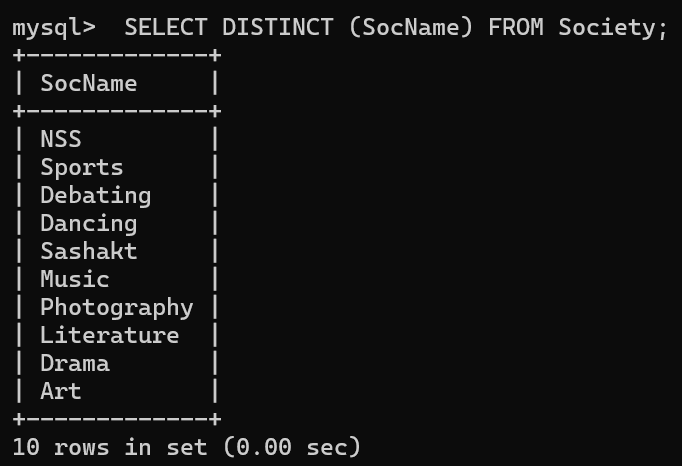 mysql>  SELECT DISTINCT (SocName) FROM Society;
+-------------+
| SocName     |
+-------------+
| NSS         |
| Sports      |
| Debating    |
| Dancing     |
| Sashakt     |
| Music       |
| Photography |
| Literature  |
| Drama       |
| Art         |
+-------------+
10 rows in set (0.00 sec)